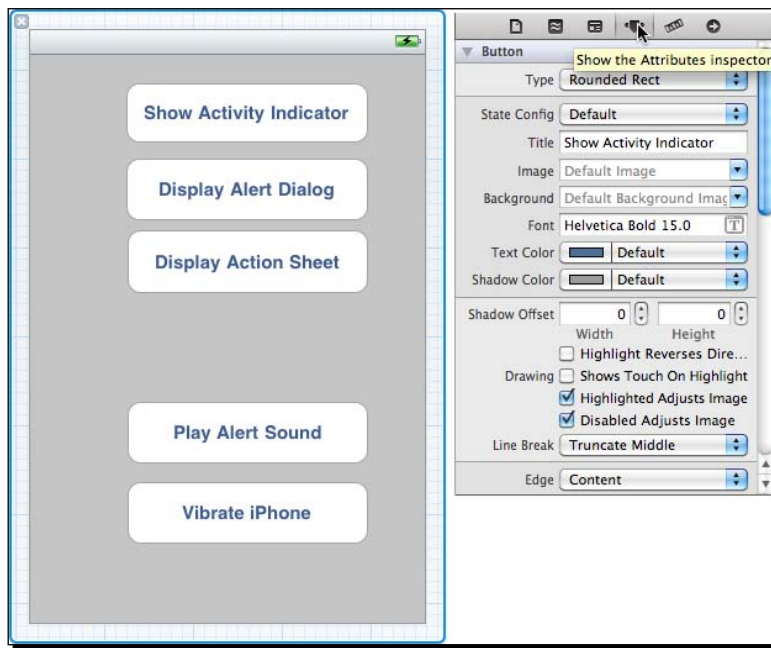 Show Activity Indicator
Display Alert Dialog
Display Action Sheet
Play Alert Sound
Vibrate iPhone
Button
Show the Attributes inspector
Type Rounded Rect
State Config Default
Title Show Activity Indicator
Image Default Image
Background Default Background Imag
Font Helvetica Bold 15.0 T
Text Color Default
Shadow Color Default
Shadow Offset 0 0
Width Height
Highlight Reverses Dire...
Drawing Shows Touch On Highlight
Highlighted Adjusts Image
Disabled Adjusts Image
Line Break Truncate Middle
Edge Content